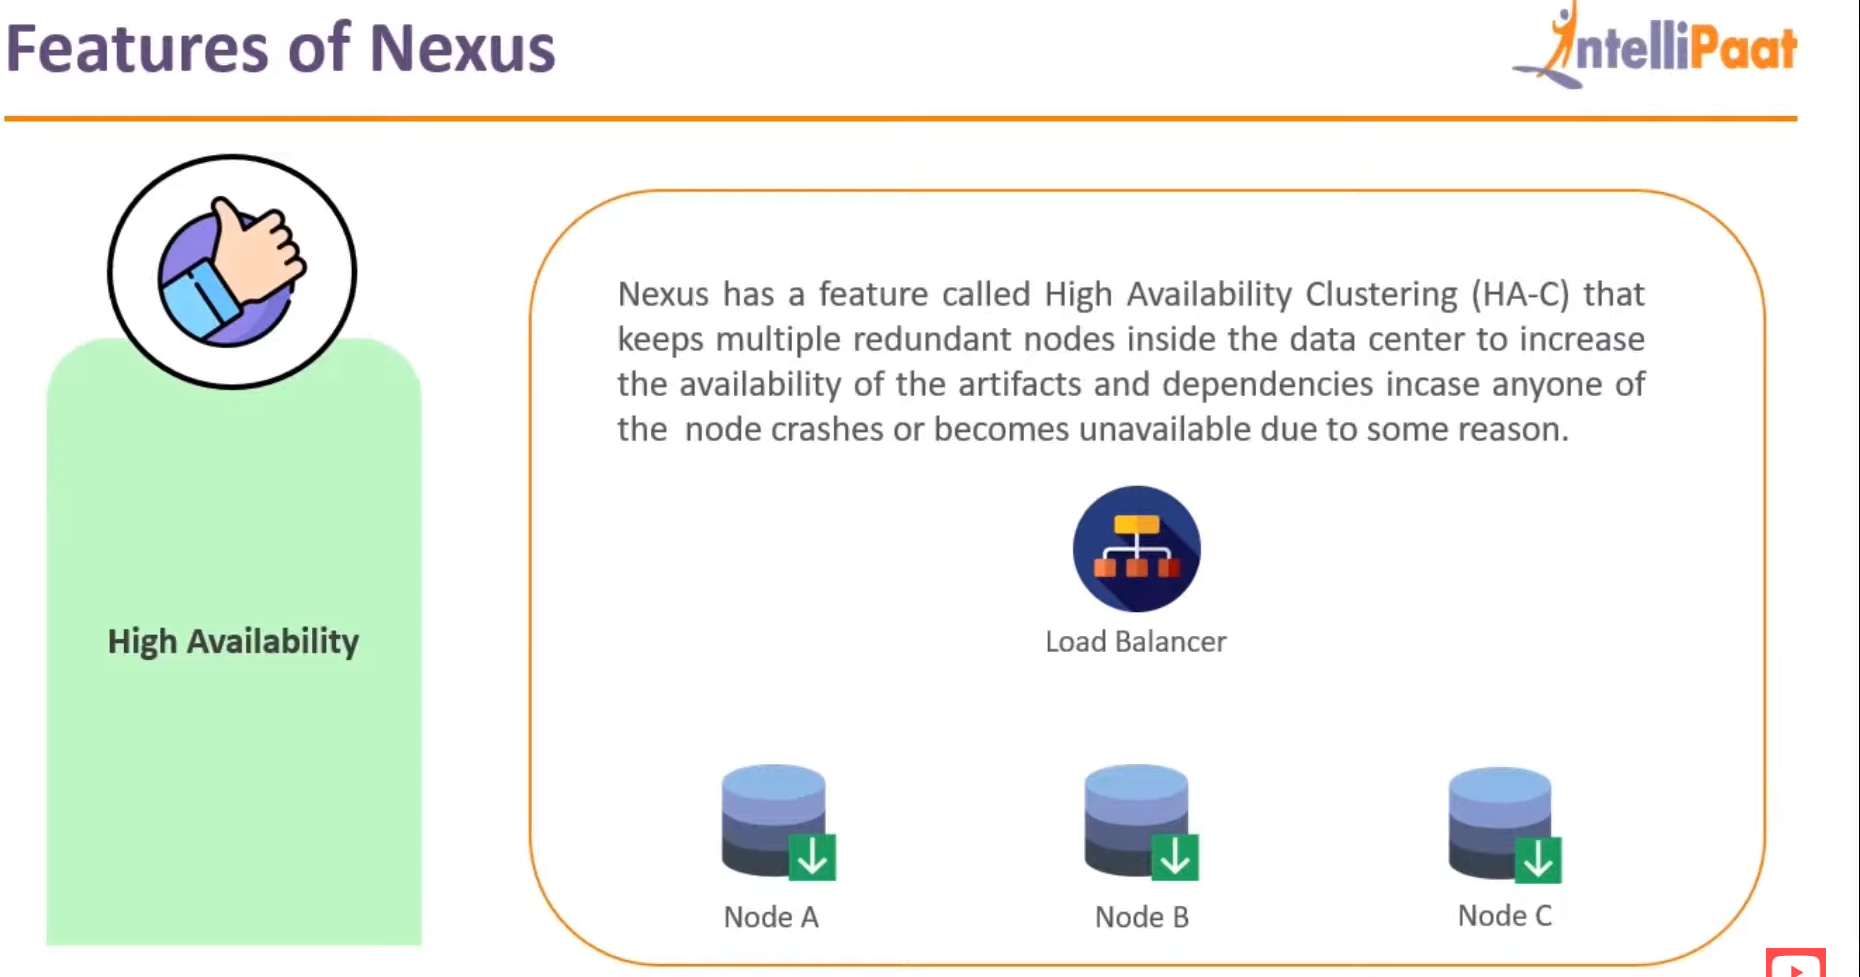 Features of Nexus
IntelliPaat
Nexus has a feature called High Availability Clustering (HA-C) that
keeps multiple redundant nodes inside the data center to increase
the availability of the artifacts and dependencies incase anyone of
the node crashes or becomes unavailable due to some reason.
High Availability
Load Balancer
Node A
Node B
Node C